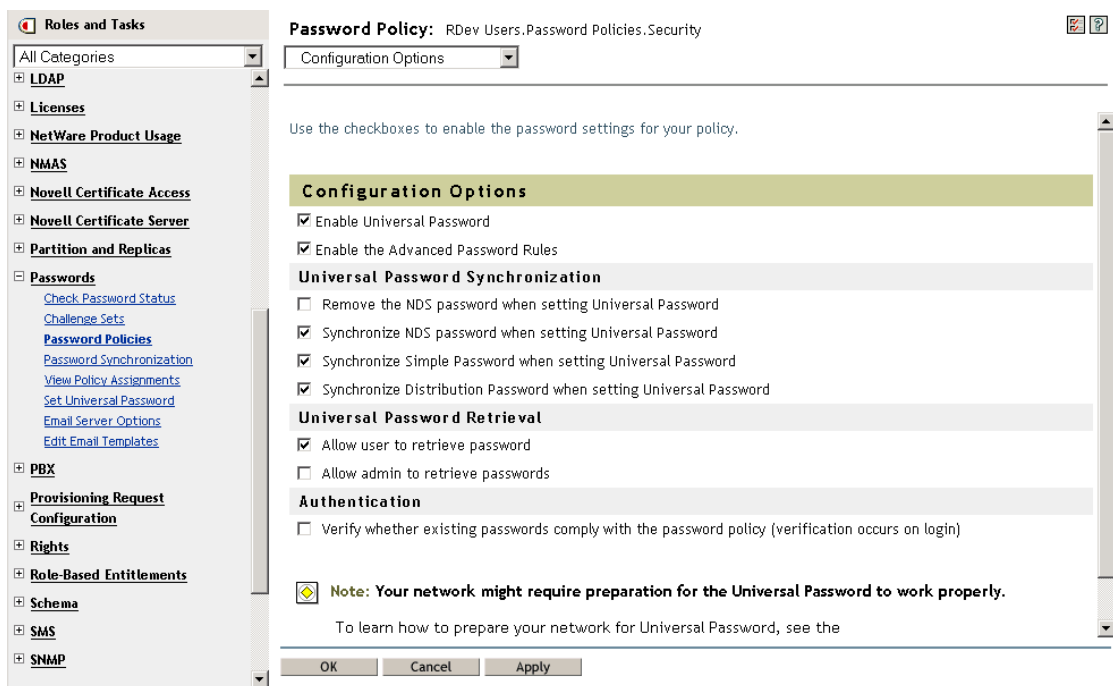 Roles and Tasks
All Categories
LDAP
Licenses
NetWare Product Usage
NMAS
Novell Certificate Access
Novell Certificate Server
Partition and Replicas
Passwords
Check Password Status
Challenge Sets
Password Policies
Password Synchronization
View Policy Assignments
Set Universal Password
Email Server Options
Edit Email Templates
PBX
Provisioning Request
Configuration
Rights
Role-Based Entitlements
Schema
SMS
SNMP
Password Policy: RDev Users.Password Policies.Security
Configuration Options
Use the checkboxes to enable the password settings for your policy.
Configuration Options
Enable Universal Password
Enable the Advanced Password Rules
Universal Password Synchronization
Remove the NDS password when setting Universal Password
Synchronize NDS password when setting Universal Password
Synchronize Simple Password when setting Universal Password
Synchronize Distribution Password when setting Universal Password
Universal Password Retrieval
Allow user to retrieve password
Allow admin to retrieve passwords
Authentication
Verify whether existing passwords comply with the password policy (verification occurs on login)
Note: Your network might require preparation for the Universal Password to work properly.
To learn how to prepare your network for Universal Password, see the
OK Cancel Apply